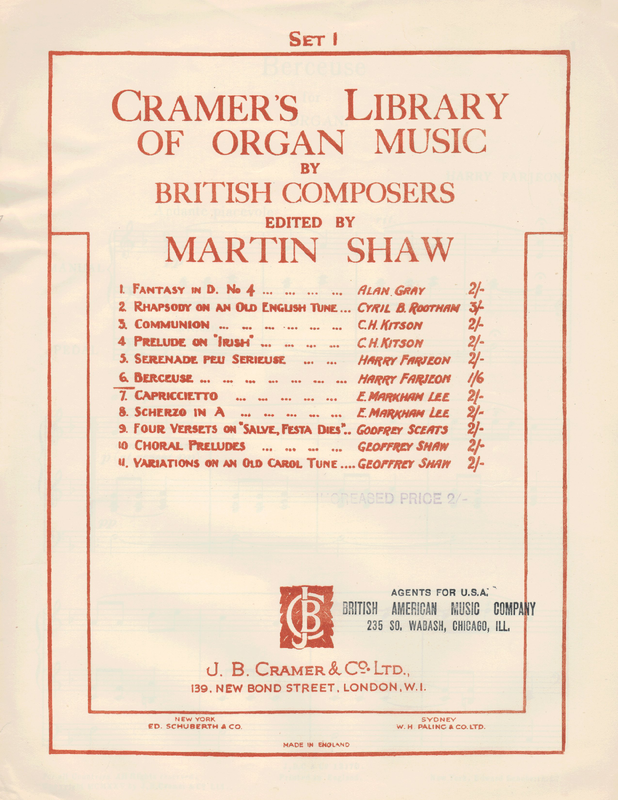 SET 1
CRAMER'S LIBRARY
OF ORGAN MUSIC
BY
BRITISH COMPOSERS
EDITED BY
MARTIN SHAW
1. FANTASY IN D. No 4 ... ... ... ... ALAN GRAY 2/-
2. RHAPSODY ON AN OLD ENGLISH TUNE... CYRIL B. ROOTHAM 3/-
3. COMMUNION ... ... ... ... ... ... C.H. KITSON 2/-
4 PRELUDE ON "IRISH" ... ... ... ... C.H. KITSON 2/-
5. SERENADE PEU SERIEUSE ... ... HARRY FARJEON 2/-
6. BERCEUSE ... ... ... ... ... ... HARRY FARJEON 1/6
7. CAPRICCIETTO ... ... ... ... ... E. MARKHAM LEE 2/-
8. SCHERZO IN A ... ... ... ... ... E. MARKHAM LEE 2/-
9. FOUR VERSETS ON "SALVE, FESTA DIES".. GODFREY SCEATS 2/-
10 CHORAL PRELUDES ... ... ... ... GEOFFREY SHAW 2/-
11. VARIATIONS ON AN OLD CAROL TUNE .... GEOFFREY SHAW 2/-
INCREASED PRICE 2/-
AGENTS FOR U.S.A.
BRITISH AMERICAN MUSIC COMPANY
235 SO. WABASH, CHICAGO, ILL.
JCB
J. B. CRAMER & CO. LTD.,
139, NEW BOND STREET, LONDON, W.1.
NEW YORK
ED. SCHUBERTH & CO.
SYDNEY
W. H. PALING & CO. LTD.
MADE IN ENGLAND